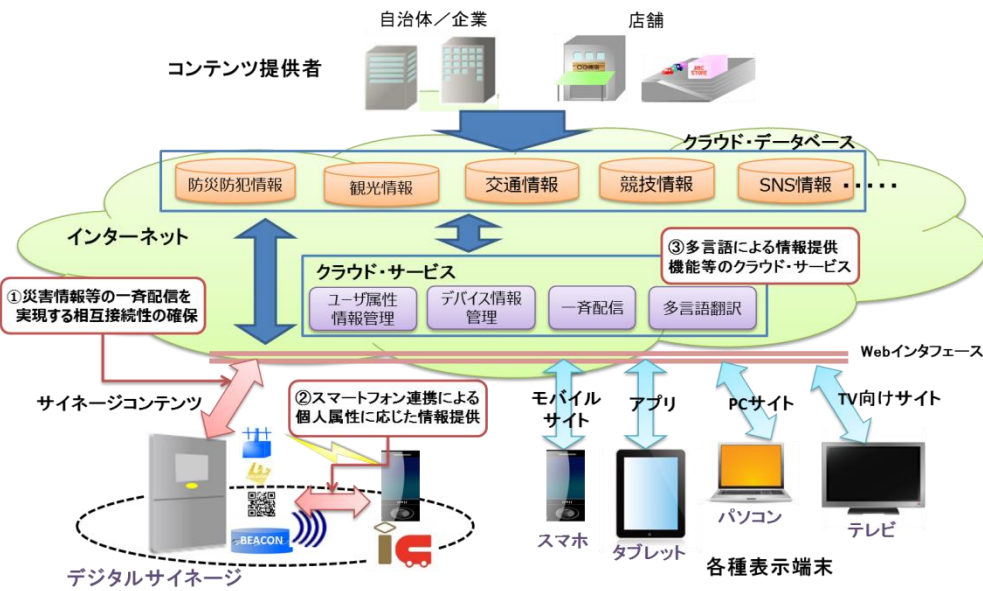 自治体／企業
店舗
コンテンツ提供者
クラウド・データベース
防災防犯情報
観光情報
交通情報
競技情報
SNS情報
・・・・・
インターネット
③多言語による情報提供
機能等のクラウド・サービス
クラウド・サービス
ユーザ属性
情報管理
デバイス情報
管理
一斉配信
多言語翻訳
①災害情報等の一斉配信を
実現する相互接続性の確保
Webインタフェース
サイネージコンテンツ
②スマートフォン連携による
個人属性に応じた情報提供
モバイル
サイト
アプリ
PCサイト
TV向けサイト
BEACON
スマホ
タブレット
パソコン
テレビ
デジタルサイネージ
各種表示端末